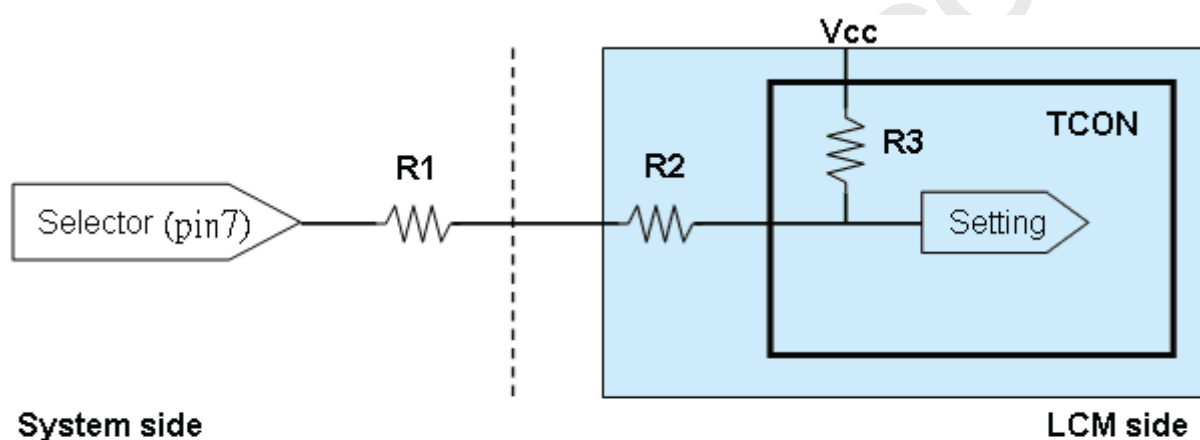 Vcc
TCON
R3
R1
R2
Selector (pin7)
Setting
System side
LCM side